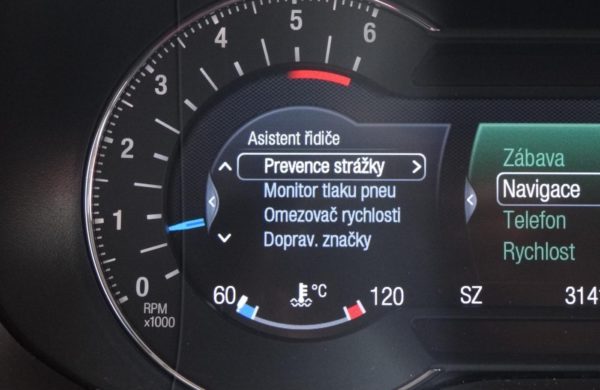 6
5
4
3
2
1
0
RPM
x1000
Asistent řidiče
Prevence strážky
Monitor tlaku pneu
Omezovač rychlosti
Doprav. značky
60
°C
120
Zábava
Navigace
Telefon
Rychlost
SZ
3141